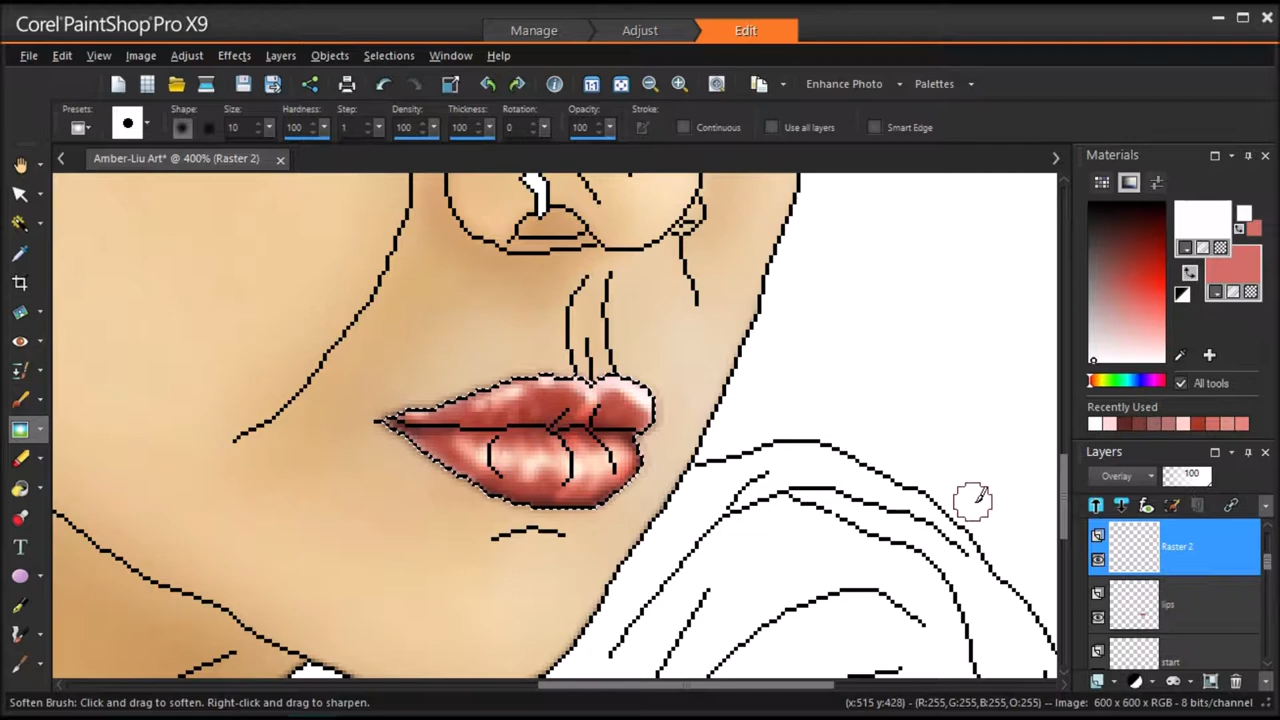 Corel PaintShop Pro X9
Manage Adjust Edit
File Edit View Image Adjust Effects Layers Objects Selections Window Help
Enhance Photo Palettes
Presets: Shape: Size: Hardness: Step: Density: Thickness: Rotation: Opacity: Stroke:
10 100 1 100 100 0 100 Continuous Use all layers Smart Edge
Amber-Liu Art* @ 400% (Raster 2)
Materials
All tools
Recently Used
Layers
Overlay 100
Raster 2
lips
start
Soften Brush: Click and drag to soften. Right-click and drag to sharpen.
(x:515 y:428) -- (R:255,G:255,B:255,O:255) -- Image: 600 x 600 x RGB - 8 bits/channel